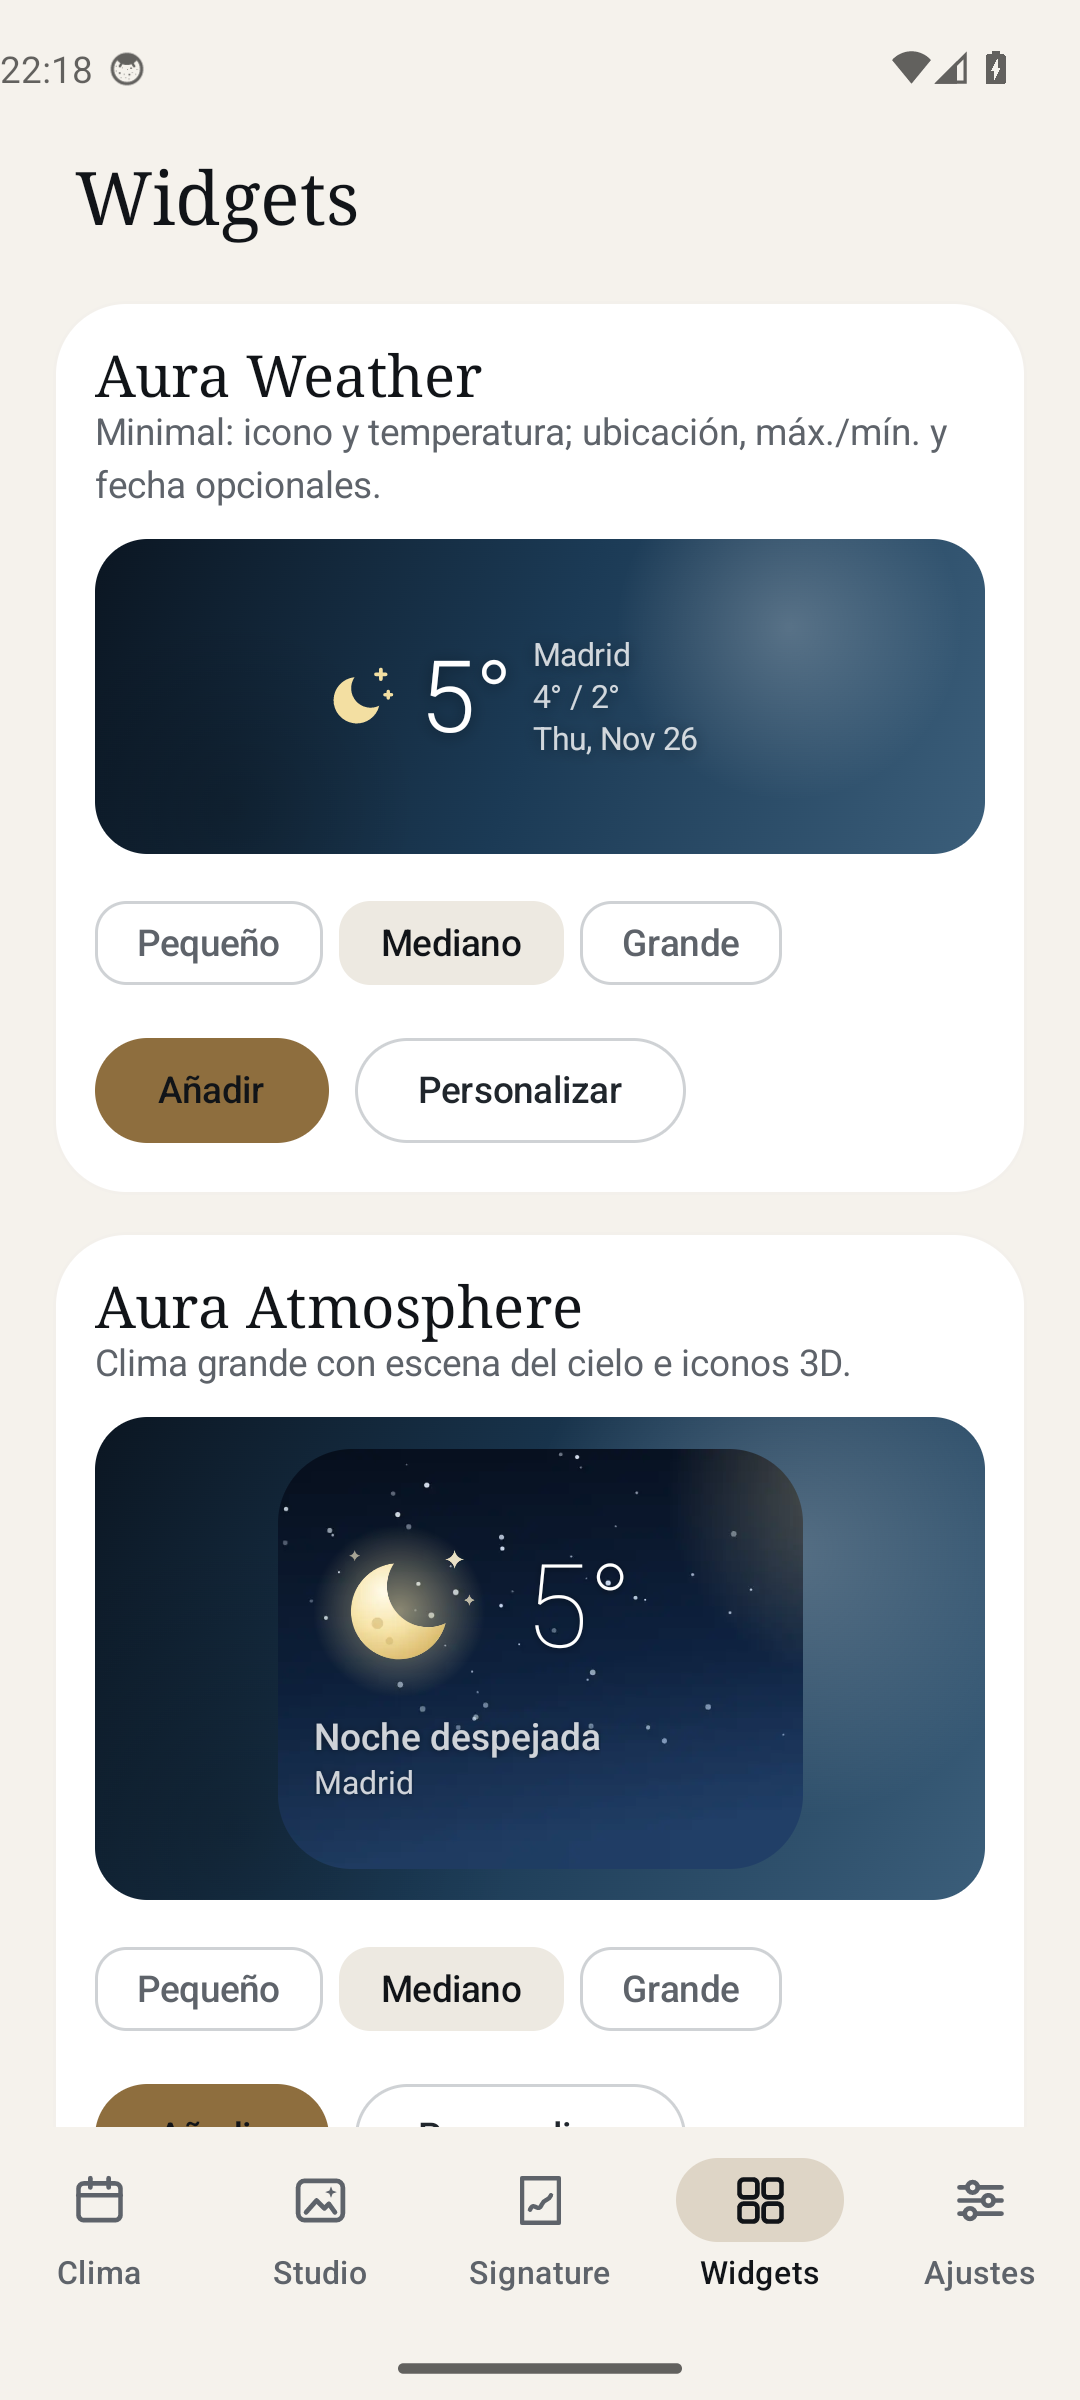 22:18
Widgets
Aura Weather
Minimal: icono y temperatura; ubicación, máx./mín. y
fecha opcionales.
5°
Madrid
4° / 2°
Thu, Nov 26
Pequeño
Mediano
Grande
Añadir
Personalizar
Aura Atmosphere
Clima grande con escena del cielo e iconos 3D.
5°
Noche despejada
Madrid
Pequeño
Mediano
Grande
Clima
Studio
Signature
Widgets
Ajustes